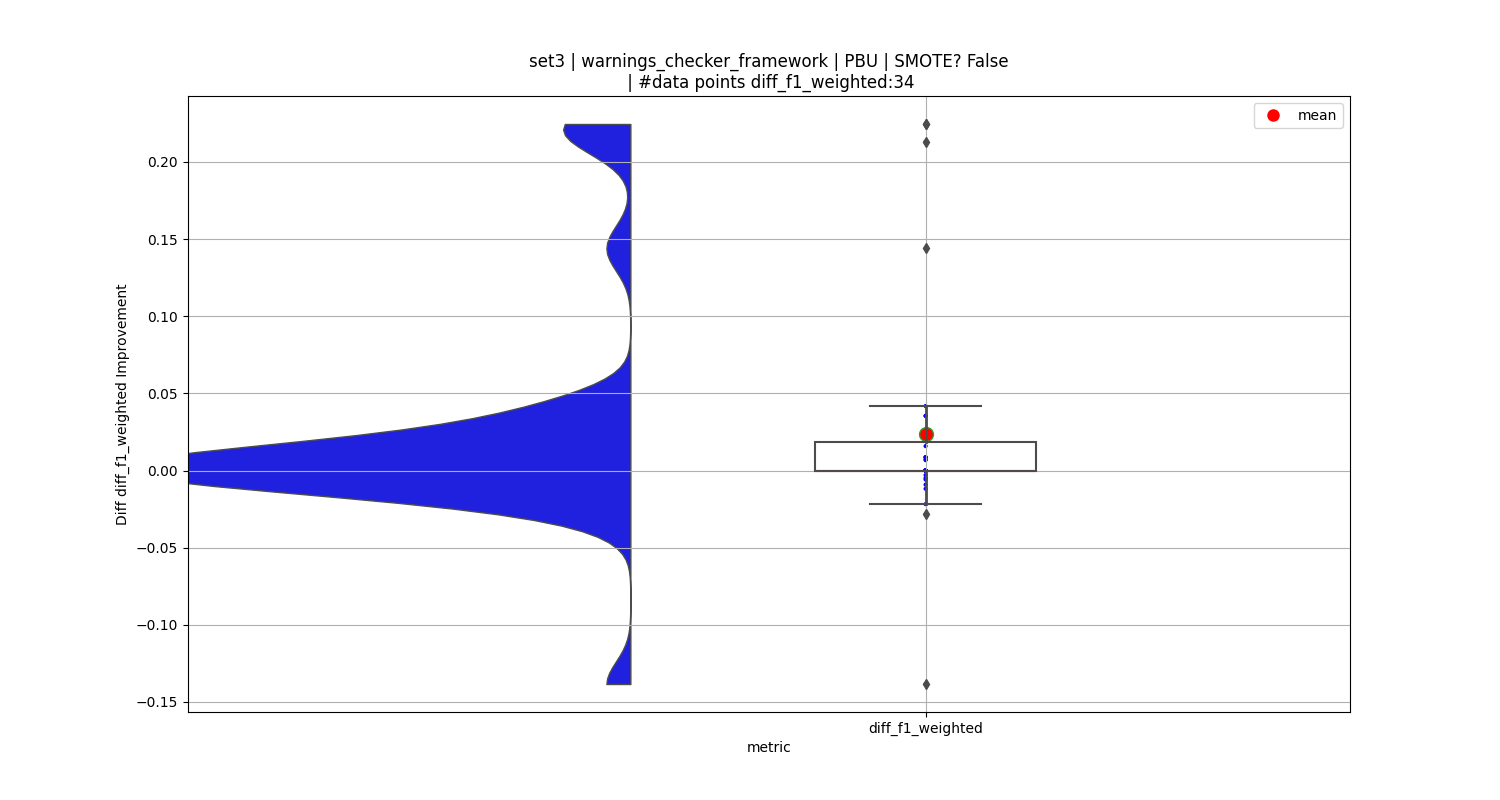 set3 | warnings_checker_framework | PBU | SMOTE? False
| #data points diff_f1_weighted:34
mean
0.20
0.15
0.10
0.05
0.00
−0.05
−0.10
−0.15
Diff diff_f1_weighted Improvement
diff_f1_weighted
metric